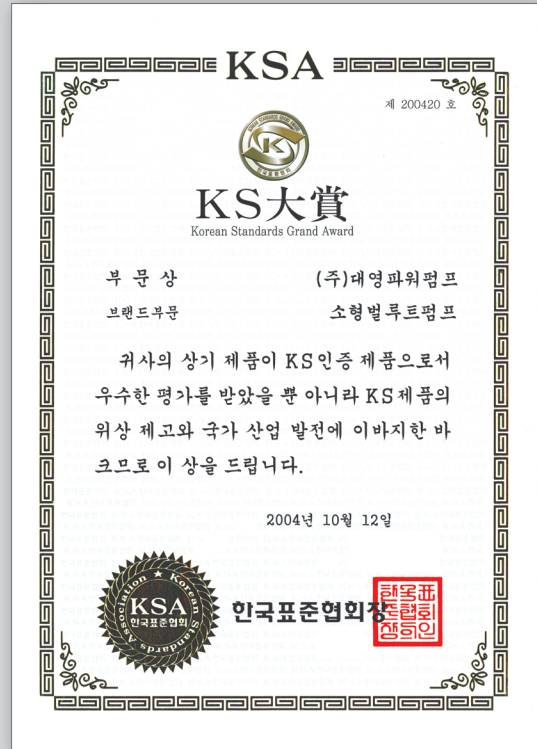 KSA
제 200420 호
KS大賞
Korean Standards Grand Award
부문상 (주)대영파워펌프
브랜드부문 소형벌루트펌프
귀사의 상기 제품이 KS인증 제품으로서
우수한 평가를 받았을 뿐 아니라 KS제품의
위상 제고와 국가 산업 발전에 이바지한 바
크므로 이 상을 드립니다.
2004년 10월 12일
Korean Standards Association
KSA
한국표준협회
한국표준협회장